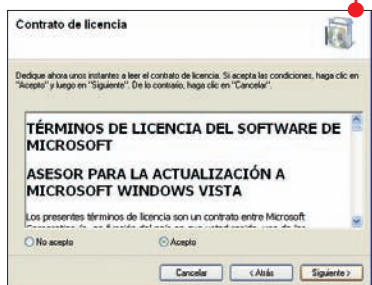 Contrato de licencia
Dedique ahora unos instantes a leer el contrato de licencia. Si acepta las condiciones, haga clic en
"Acepto" y luego en "Siguiente". De lo contrario, haga clic en "Cancelar".
TÉRMINOS DE LICENCIA DEL SOFTWARE DE
MICROSOFT
ASESOR PARA LA ACTUALIZACIÓN A
MICROSOFT WINDOWS VISTA
Los presentes términos de licencia son un contrato entre Microsoft
No acepto
Acepto
Cancelar
< Atrás
Siguiente >